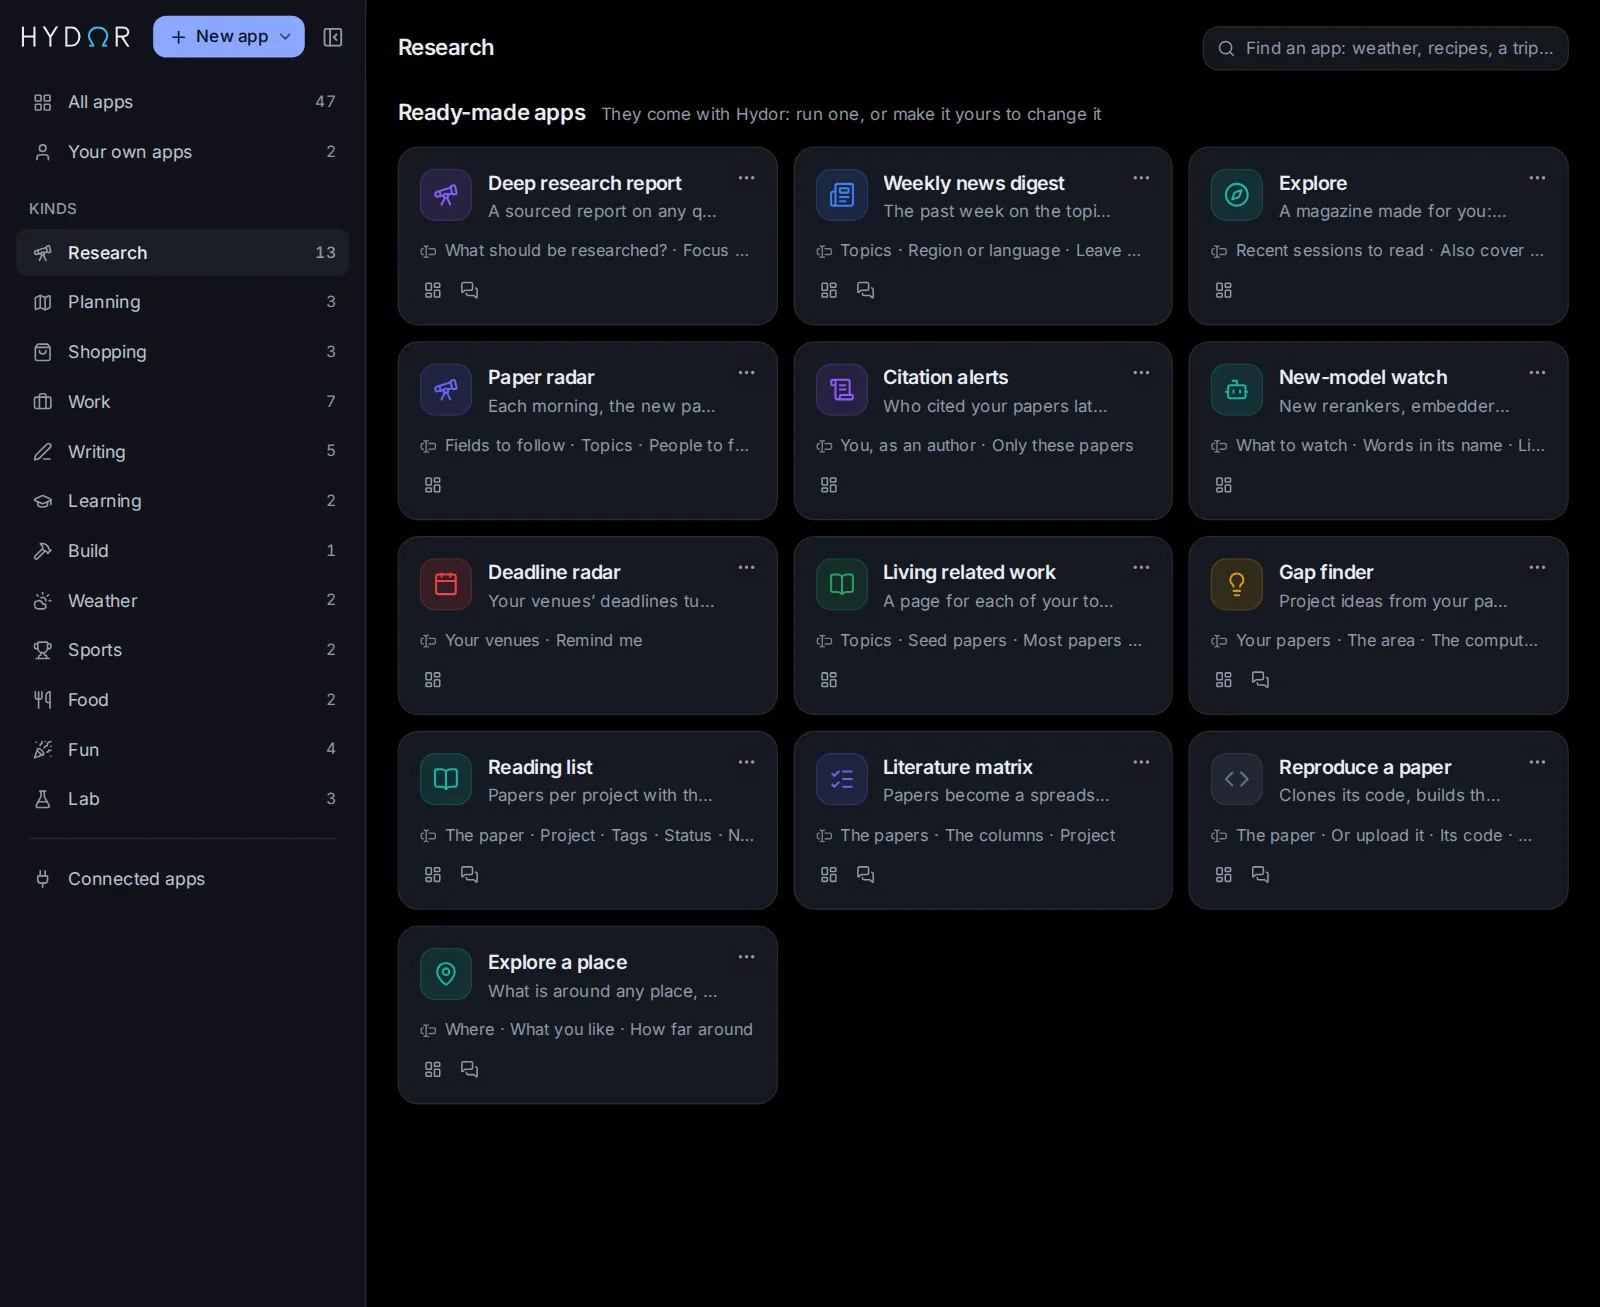 HYDΩR
New app
All apps 47
Your own apps 2
KINDS
Research 13
Planning 3
Shopping 3
Work 7
Writing 5
Learning 2
Build 1
Weather 2
Sports 2
Food 2
Fun 4
Lab 3
Connected apps
Research
Find an app: weather, recipes, a trip...
Ready-made apps They come with Hydor: run one, or make it yours to change it
Deep research report
A sourced report on any q...
What should be researched? · Focus ...
Weekly news digest
The past week on the topi...
Topics · Region or language · Leave ...
Explore
A magazine made for you:...
Recent sessions to read · Also cover ...
Paper radar
Each morning, the new pa...
Fields to follow · Topics · People to f...
Citation alerts
Who cited your papers lat...
You, as an author · Only these papers
New-model watch
New rerankers, embedder...
What to watch · Words in its name · Li...
Deadline radar
Your venues’ deadlines tu...
Your venues · Remind me
Living related work
A page for each of your to...
Topics · Seed papers · Most papers ...
Gap finder
Project ideas from your pa...
Your papers · The area · The comput...
Reading list
Papers per project with th...
The paper · Project · Tags · Status · N...
Literature matrix
Papers become a spreads...
The papers · The columns · Project
Reproduce a paper
Clones its code, builds th...
The paper · Or upload it · Its code · ...
Explore a place
What is around any place, ...
Where · What you like · How far around